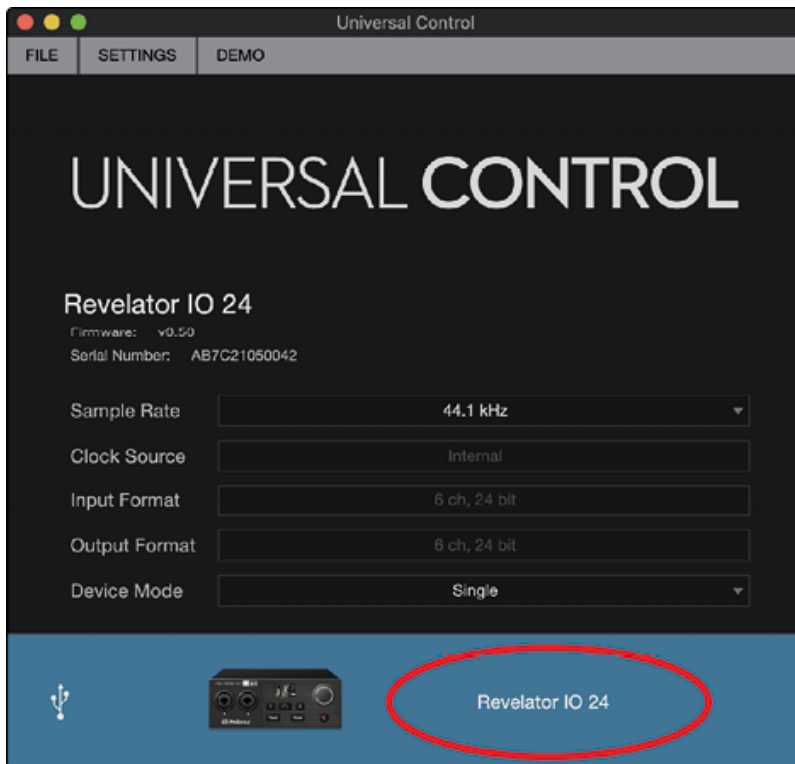 Universal Control
FILE SETTINGS DEMO
UNIVERSAL CONTROL
Revelator IO 24
Firmware: v0.50
Serial Number: AB7C21050042
Sample Rate 44.1 kHz
Clock Source Internal
Input Format 6 ch, 24 bit
Output Format 6 ch, 24 bit
Device Mode Single
Revelator IO 24